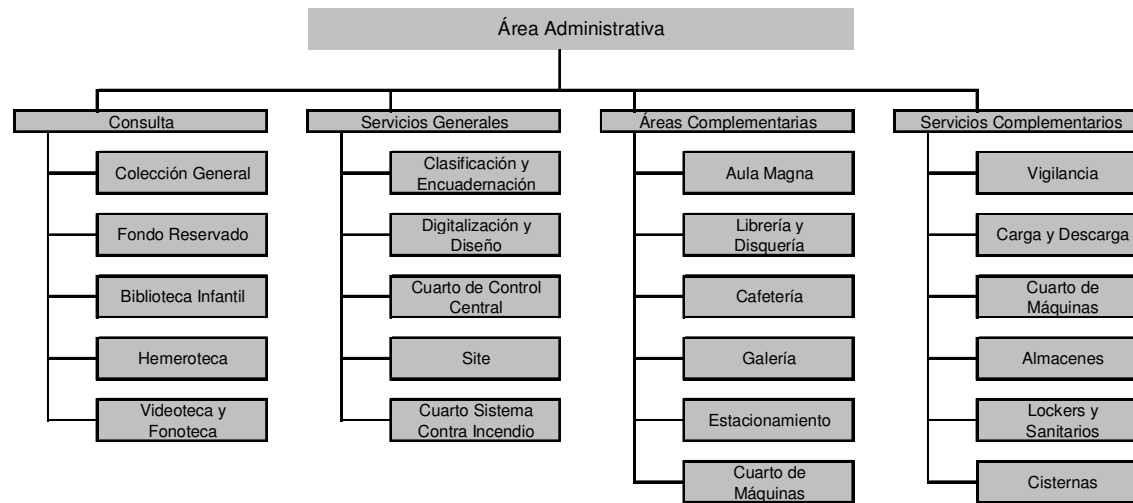 Área Administrativa
Consulta
Colección General
Fondo Reservado
Biblioteca Infantil
Hemeroteca
Videoteca y
Fonoteca
Servicios Generales
Clasificación y
Encuadernación
Digitalización y
Diseño
Cuarto de Control
Central
Site
Cuarto Sistema
Contra Incendio
Áreas Complementarias
Aula Magna
Librería y
Disquería
Cafetería
Galería
Estacionamiento
Cuarto de
Máquinas
Servicios Complementarios
Vigilancia
Carga y Descarga
Cuarto de
Máquinas
Almacenes
Lockers y
Sanitarios
Cisternas